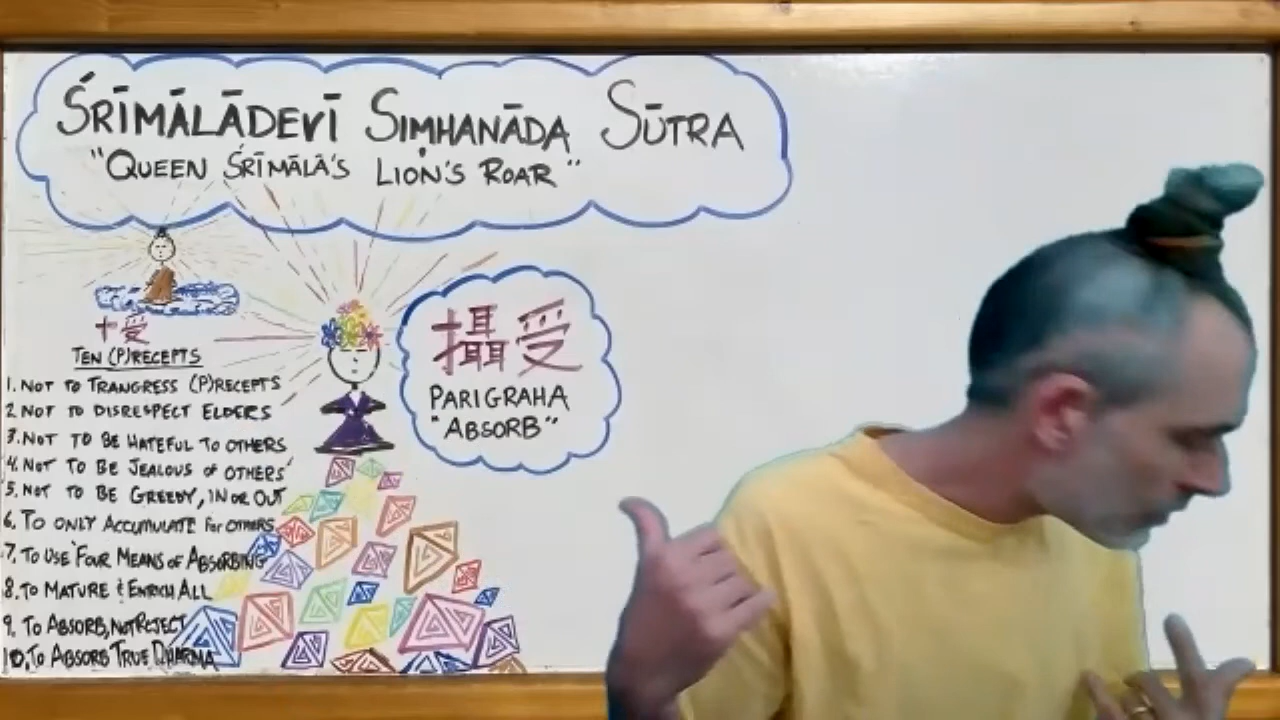 ŚRĪMĀLĀDEVĪ SIṂHANĀDA SŪTRA
"QUEEN ŚRĪMĀLĀ'S LION'S ROAR"
十受
TEN (P)RECEPTS
1. NOT TO TRANGRESS (P)RECEPTS
2. NOT TO DISRESPECT ELDERS
3. NOT TO BE HATEFUL TO OTHERS
4. NOT TO BE JEALOUS OF OTHERS'
5. NOT TO BE GREEDY, IN OR OUT
6. TO ONLY ACCUMULATE FOR OTHERS
7. TO USE 'FOUR MEANS OF ABSORBING'
8. TO MATURE & ENRICH ALL
9. TO ABSORB, NOT REJECT
10. TO ABSORB TRUE DHARMA
攝受
PARIGRAHA
"ABSORB"